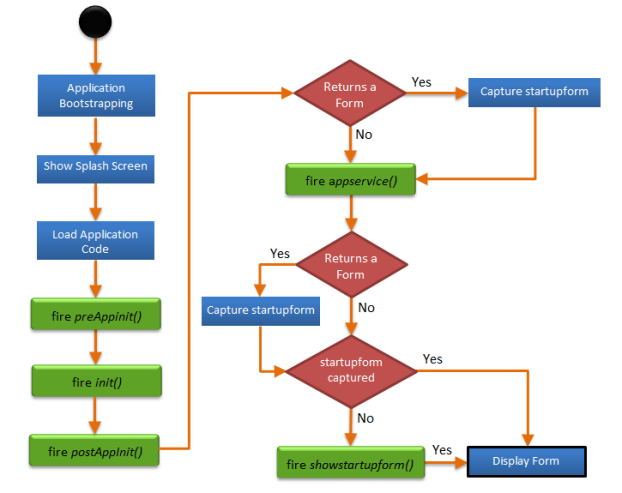 Application
Bootstrapping
Show Splash Screen
Load Application
Code
fire preAppinit()
fire init()
fire postAppInit()
Returns a
Form
Yes
Capture startupform
No
fire appservice()
Returns a
Form
Yes
Capture startupform
No
startupform
captured
Yes
No
fire showstartupform()
Yes
Display Form